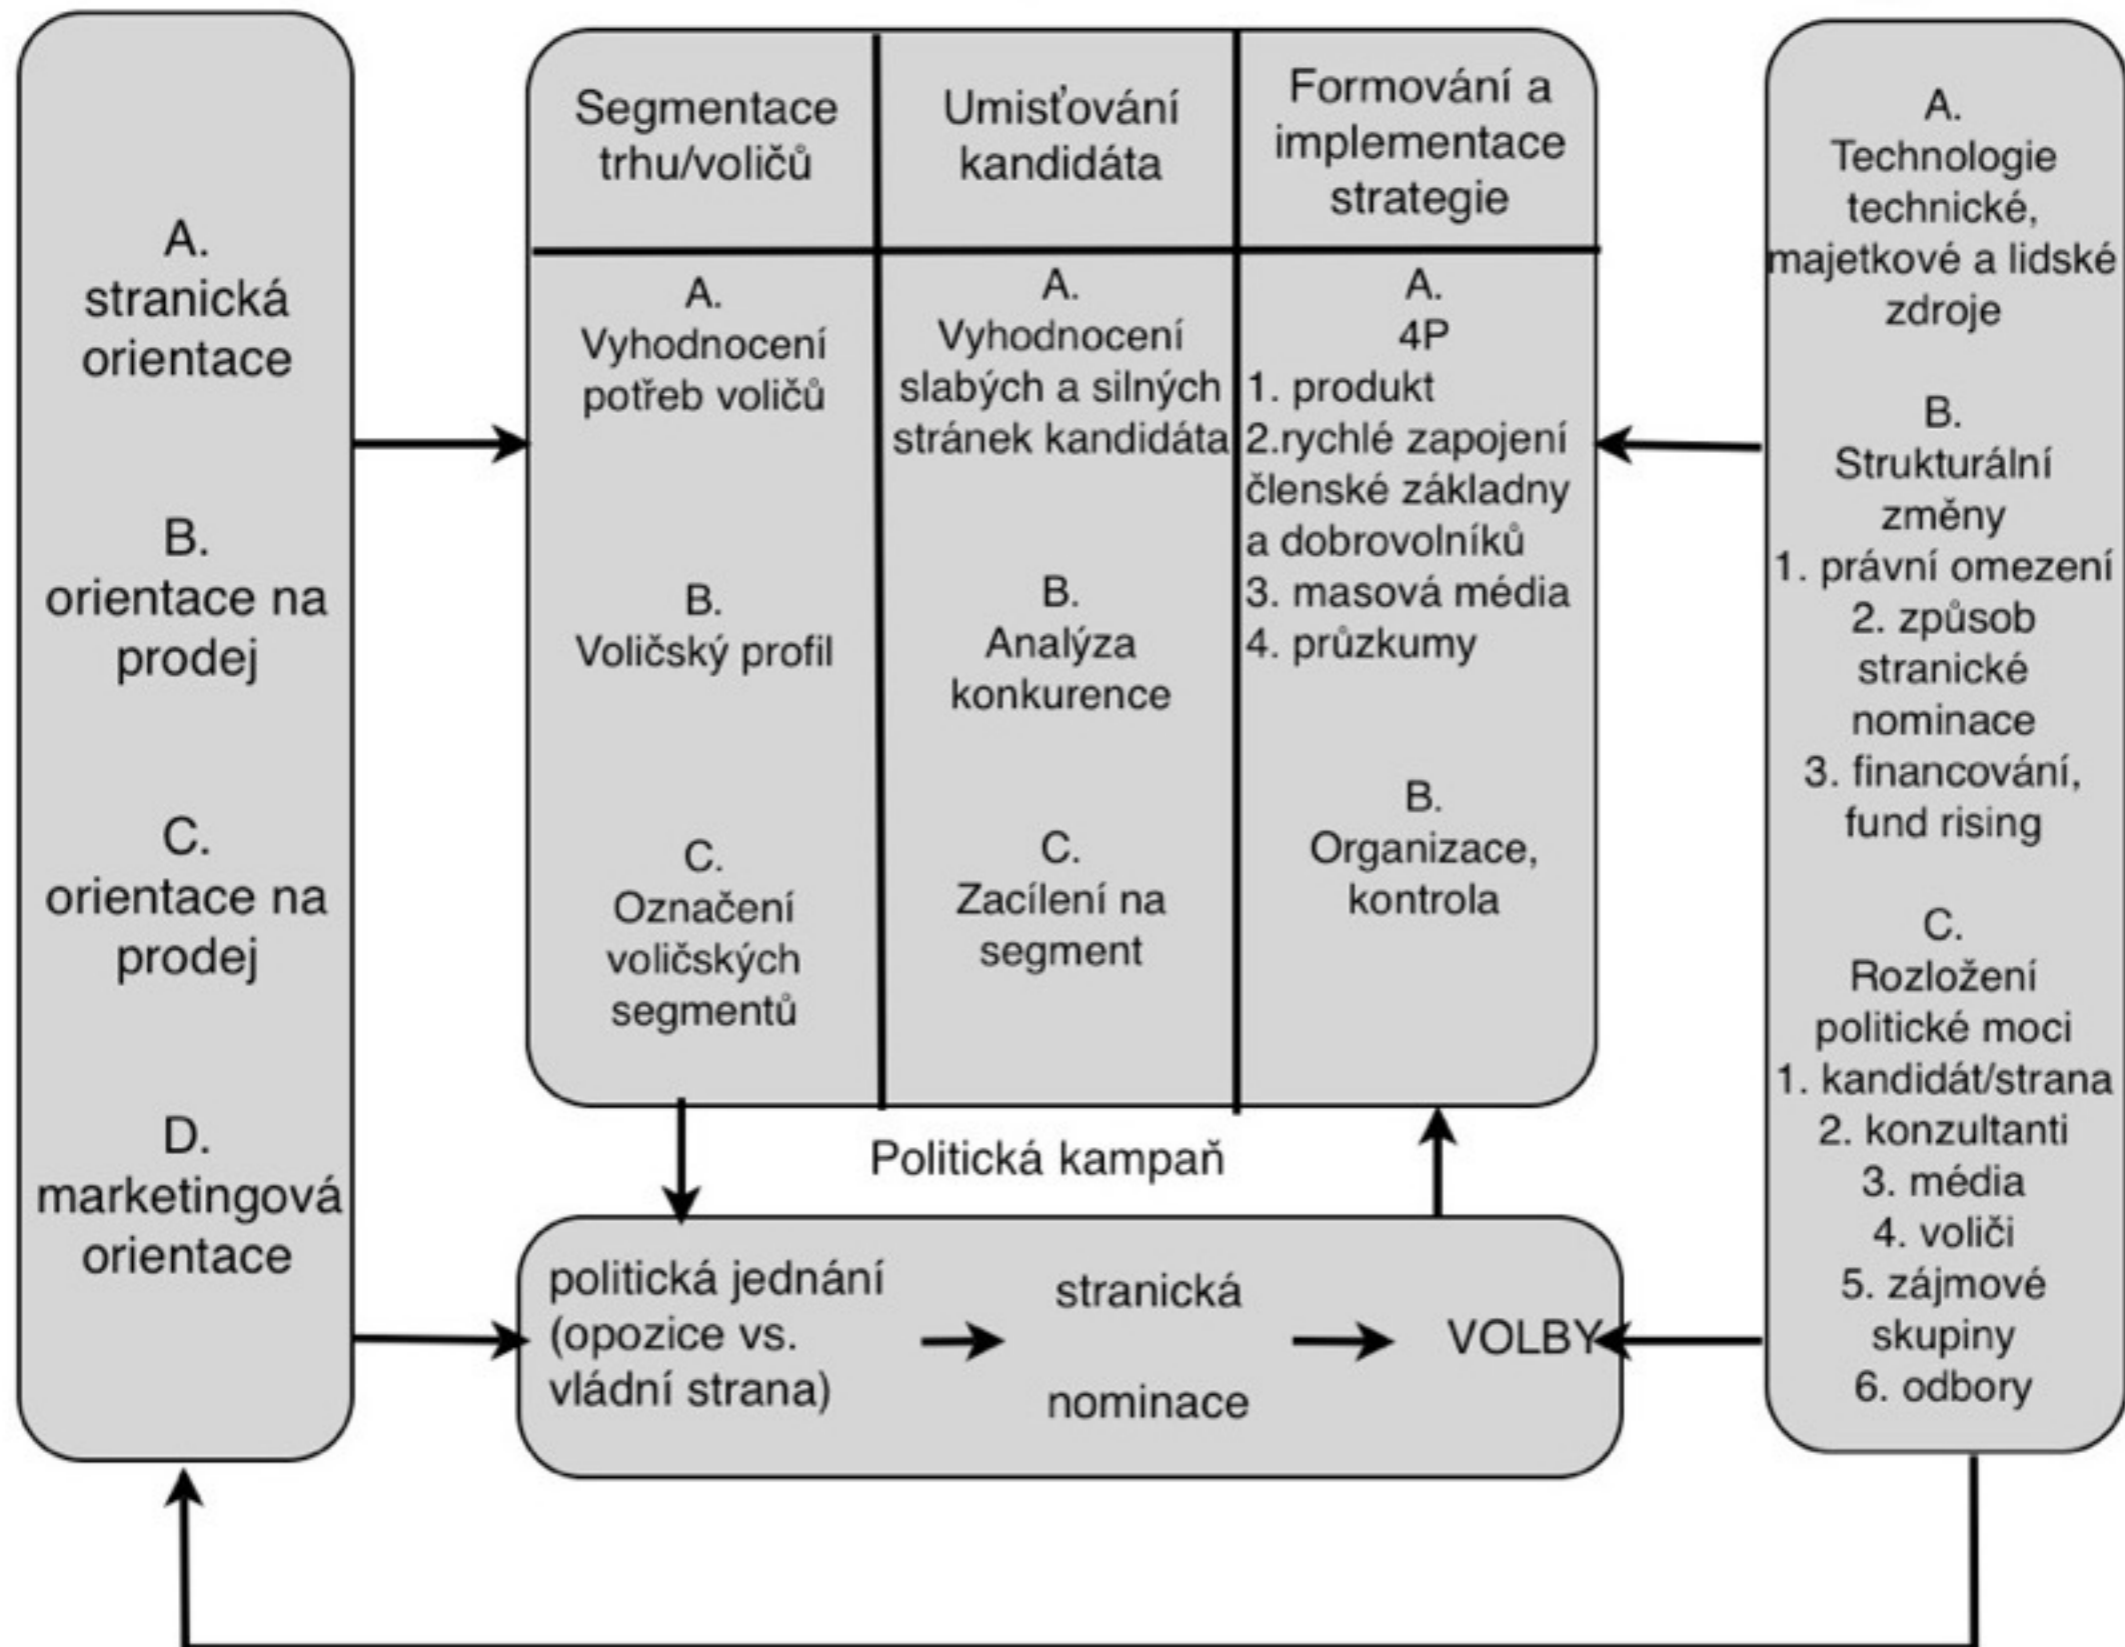 A.
stranická
orientace
B.
orientace na
prodej
C.
orientace na
prodej
D.
marketingová
orientace
Segmentace
trhu/voličů
A.
Vyhodnocení
potřeb voličů
B.
Voličský profil
C.
Označení
voličských
segmentů
Umisťování
kandidáta
A.
Vyhodnocení
slabých a silných
stránek kandidáta
B.
Analýza
konkurence
C.
Zacílení na
segment
Formování a
implementace
strategie
A.
4P
1. produkt
2.rychlé zapojení
členské základny
a dobrovolníků
3. masová média
4. průzkumy
B.
Organizace,
kontrola
Politická kampaň
politická jednání
(opozice vs.
vládní strana)
stranická
nominace
VOLBY
A.
Technologie
technické,
majetkové a lidské
zdroje
B.
Strukturální
změny
1. právní omezení
2. způsob
stranické
nominace
3. financování,
fund rising
C.
Rozložení
politické moci
1. kandidát/strana
2. konzultanti
3. média
4. voliči
5. zájmové
skupiny
6. odbory